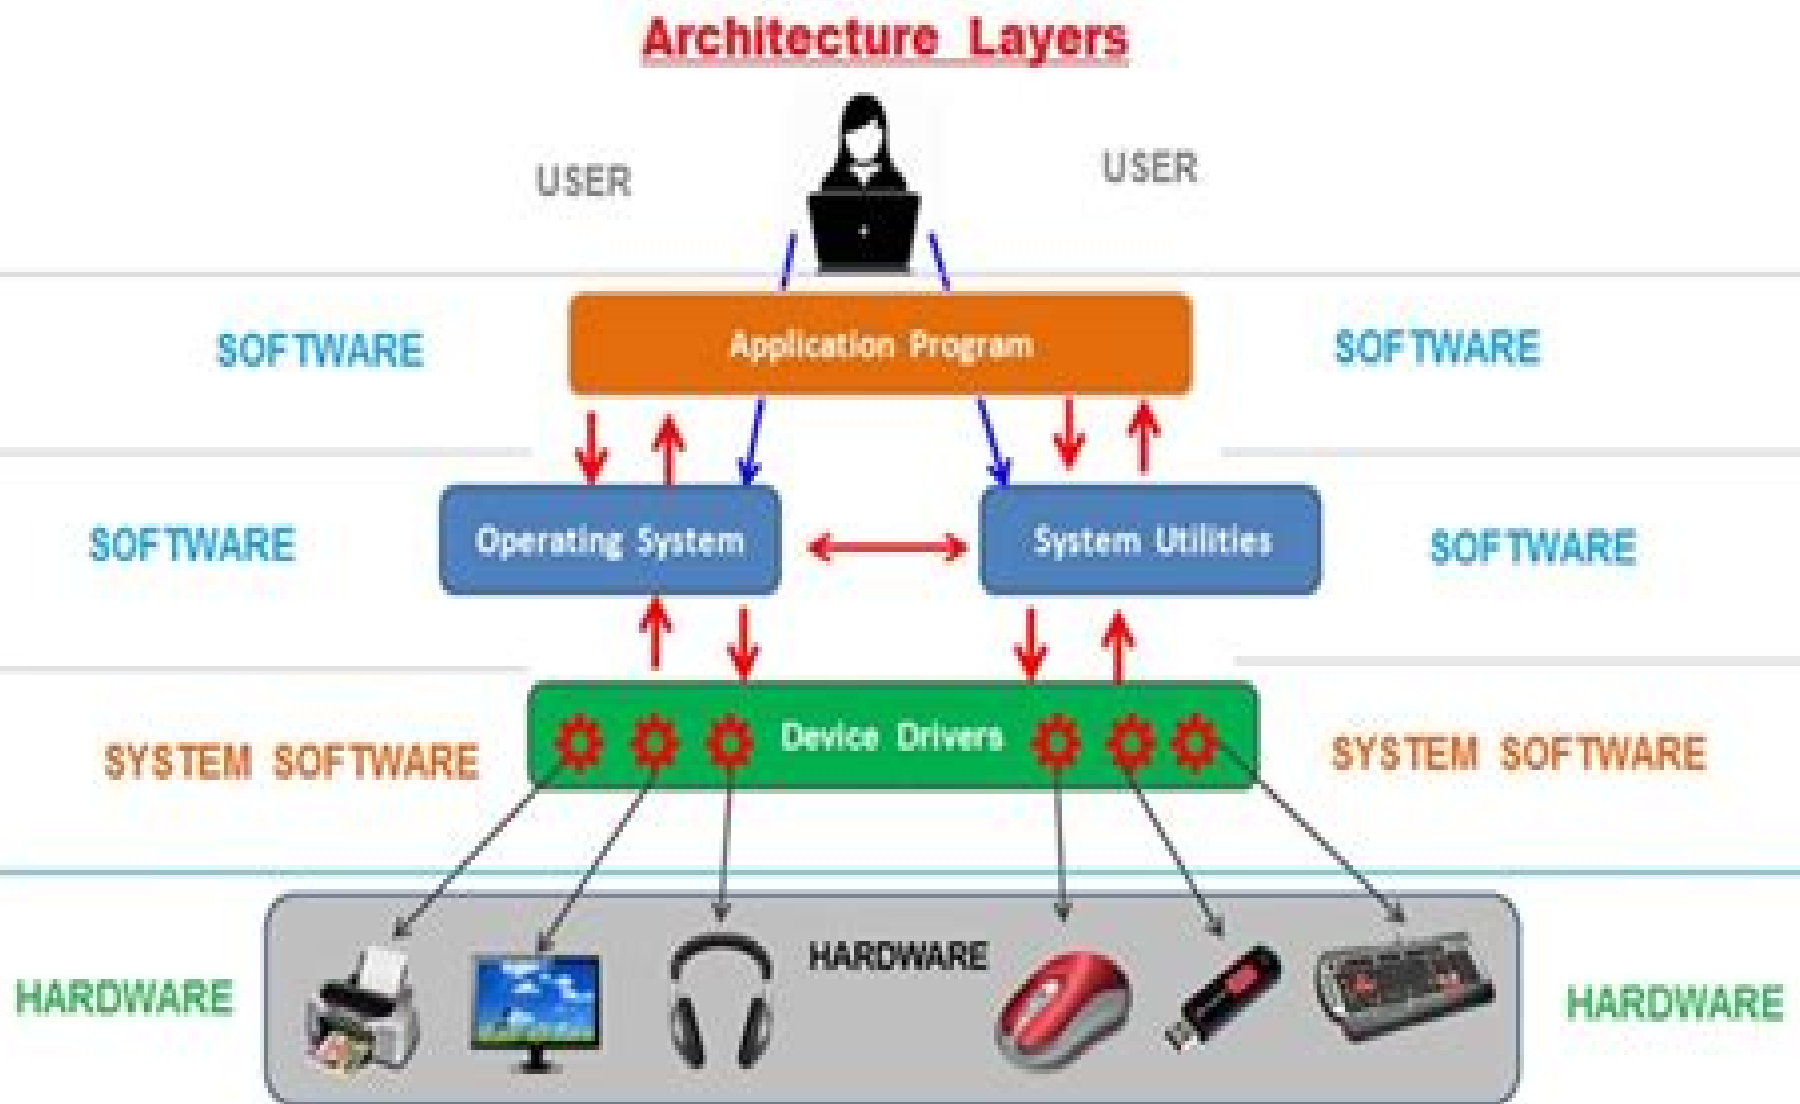 Architecture Layers
USER
USER
SOFTWARE
Application Program
SOFTWARE
SOFTWARE
Operating System
System Utilities
SOFTWARE
SYSTEM SOFTWARE
Device Drivers
SYSTEM SOFTWARE
HARDWARE
HARDWARE
HARDWARE